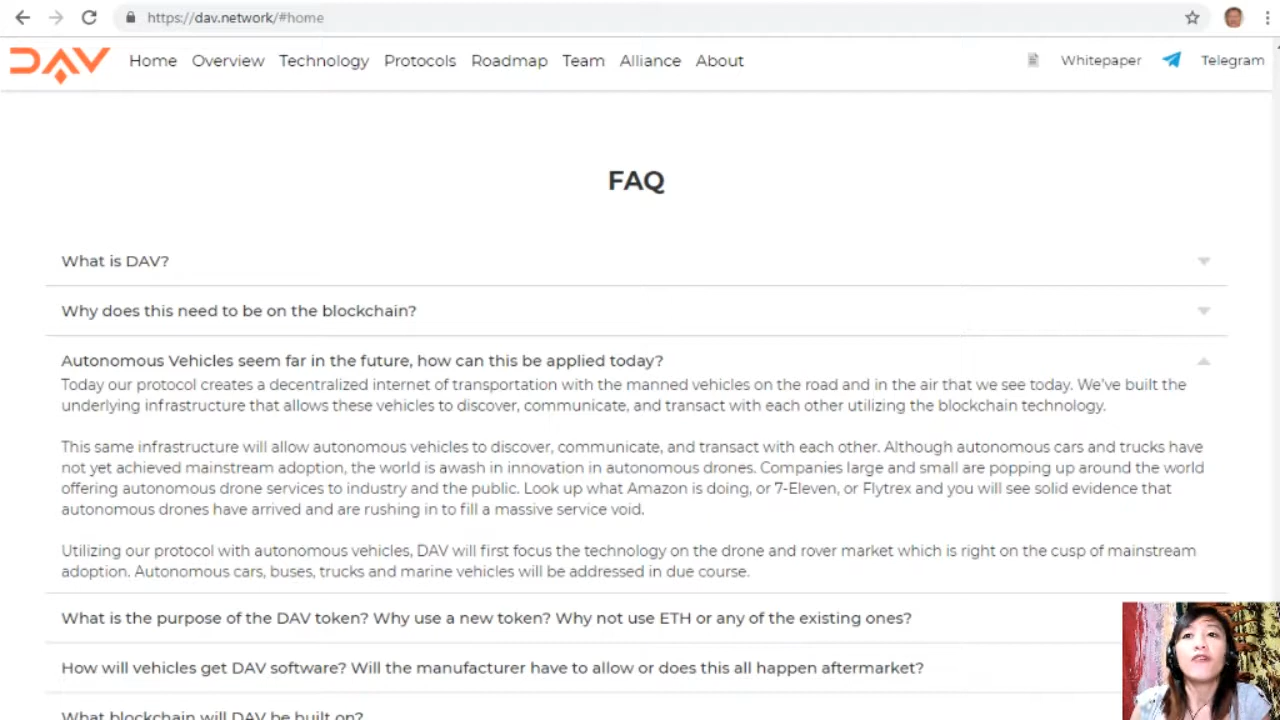 https://dav.network/#home
DAV Home Overview Technology Protocols Roadmap Team Alliance About Whitepaper Telegram
FAQ
What is DAV?
Why does this need to be on the blockchain?
Autonomous Vehicles seem far in the future, how can this be applied today?
Today our protocol creates a decentralized internet of transportation with the manned vehicles on the road and in the air that we see today. We've built the
underlying infrastructure that allows these vehicles to discover, communicate, and transact with each other utilizing the blockchain technology.
This same infrastructure will allow autonomous vehicles to discover, communicate, and transact with each other. Although autonomous cars and trucks have
not yet achieved mainstream adoption, the world is awash in innovation in autonomous drones. Companies large and small are popping up around the world
offering autonomous drone services to industry and the public. Look up what Amazon is doing, or 7-Eleven, or Flytrex and you will see solid evidence that
autonomous drones have arrived and are rushing in to fill a massive service void.
Utilizing our protocol with autonomous vehicles, DAV will first focus the technology on the drone and rover market which is right on the cusp of mainstream
adoption. Autonomous cars, buses, trucks and marine vehicles will be addressed in due course.
What is the purpose of the DAV token? Why use a new token? Why not use ETH or any of the existing ones?
How will vehicles get DAV software? Will the manufacturer have to allow or does this all happen aftermarket?
What blockchain will DAV be built on?